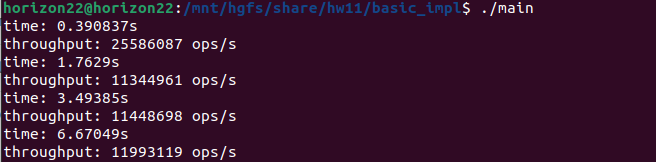 horizon22@horizon22:/mnt/hgfs/share/hw11/basic_impl$ ./main
time: 0.390837s
throughput: 25586087 ops/s
time: 1.7629s
throughput: 11344961 ops/s
time: 3.49385s
throughput: 11448698 ops/s
time: 6.67049s
throughput: 11993119 ops/s